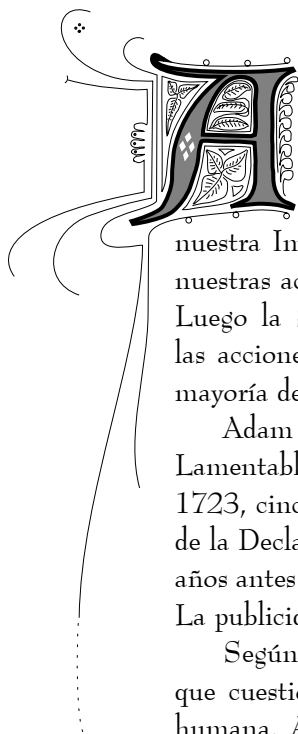 A
nuestra In
nuestras ac
Luego la
las accione
mayoría de
Adam
Lamentabl
1723, cinc
de la Decla
años antes
La publicid
Según
que cuestio
humana. A